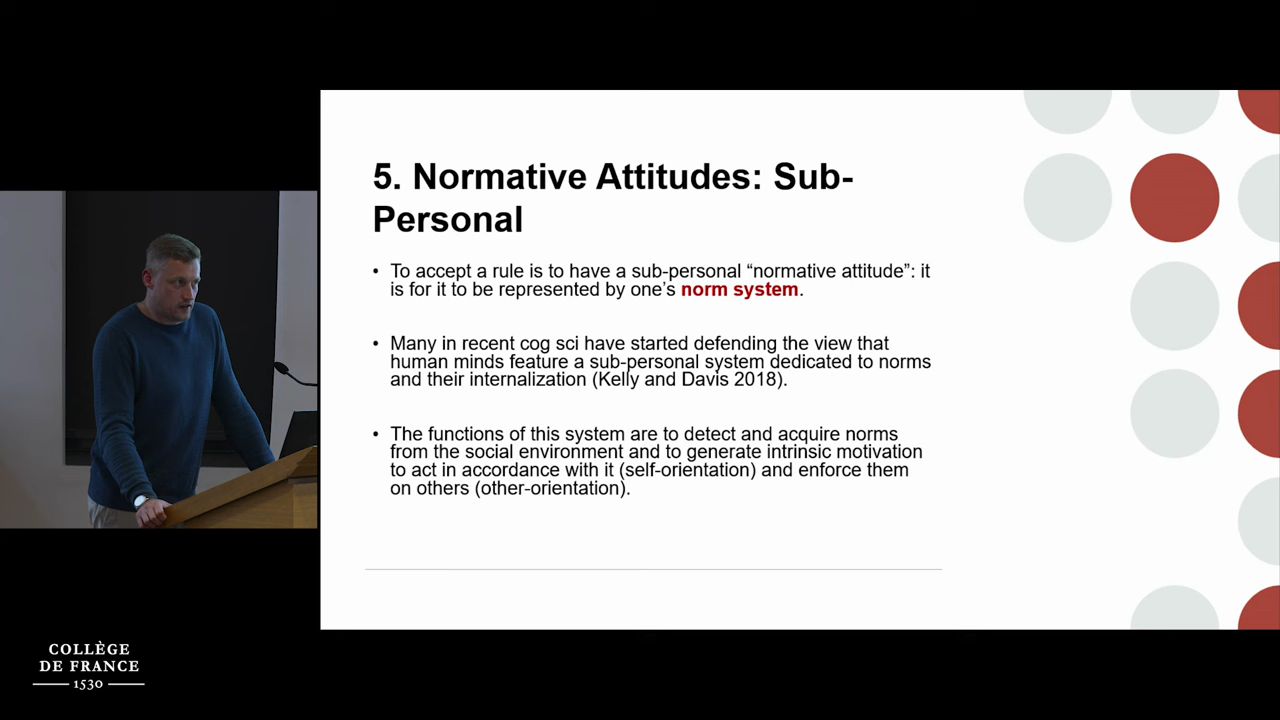 5. Normative Attitudes: Sub-
Personal
• To accept a rule is to have a sub-personal “normative attitude”: it
is for it to be represented by one’s norm system.
• Many in recent cog sci have started defending the view that
human minds feature a sub-personal system dedicated to norms
and their internalization (Kelly and Davis 2018).
• The functions of this system are to detect and acquire norms
from the social environment and to generate intrinsic motivation
to act in accordance with it (self-orientation) and enforce them
on others (other-orientation).
COLLÈGE
DE FRANCE
1530